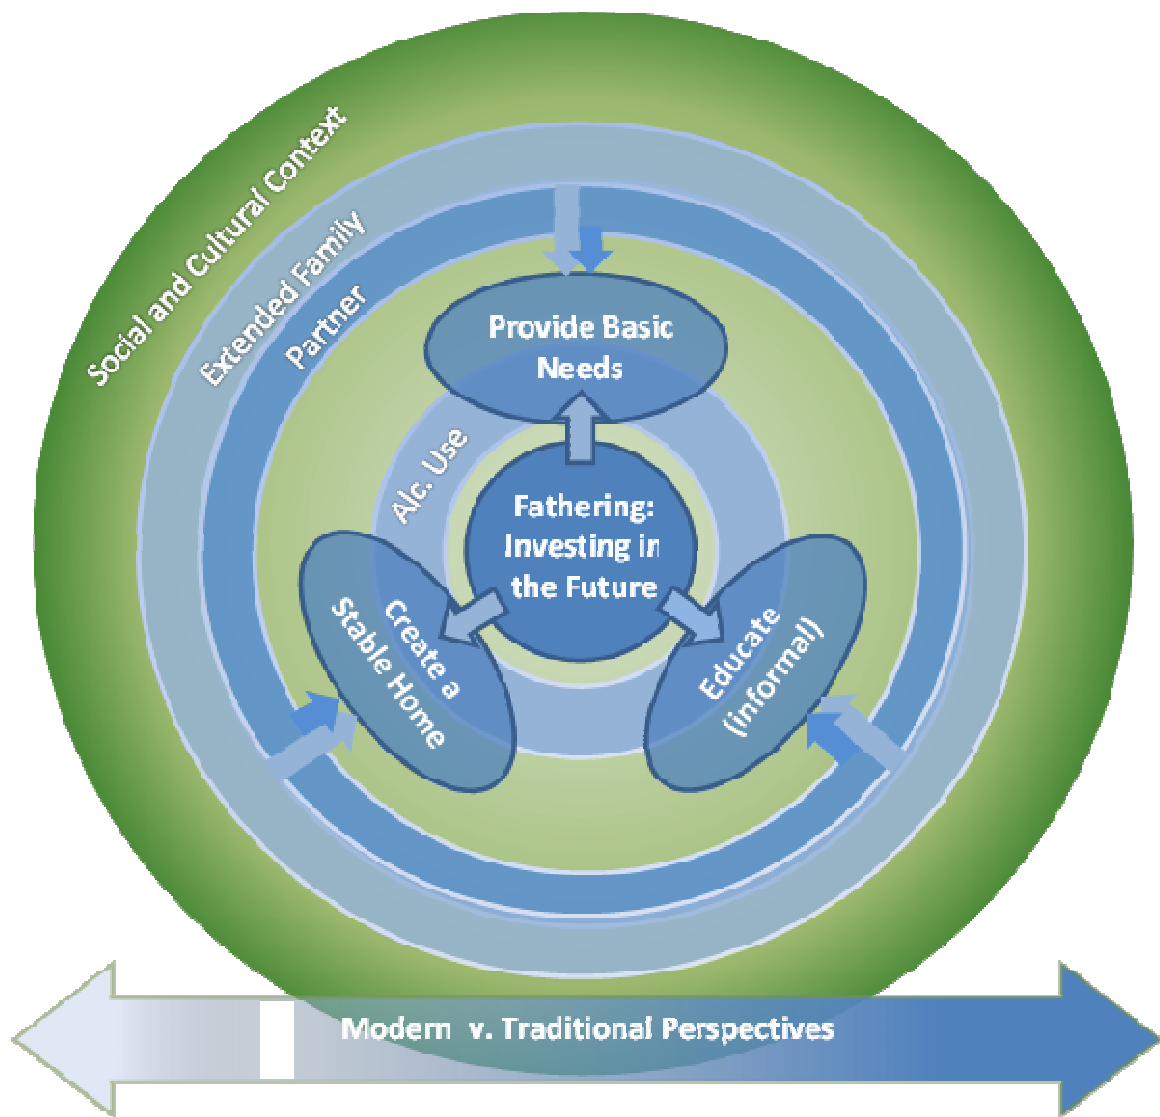 Social and Cultural Context
Extended Family
Partner
Provide Basic
Needs
Alc. Use
Fathering:
Investing in
the Future
Create a
Stable Home
Educate
(informal)
Modern v. Traditional Perspectives